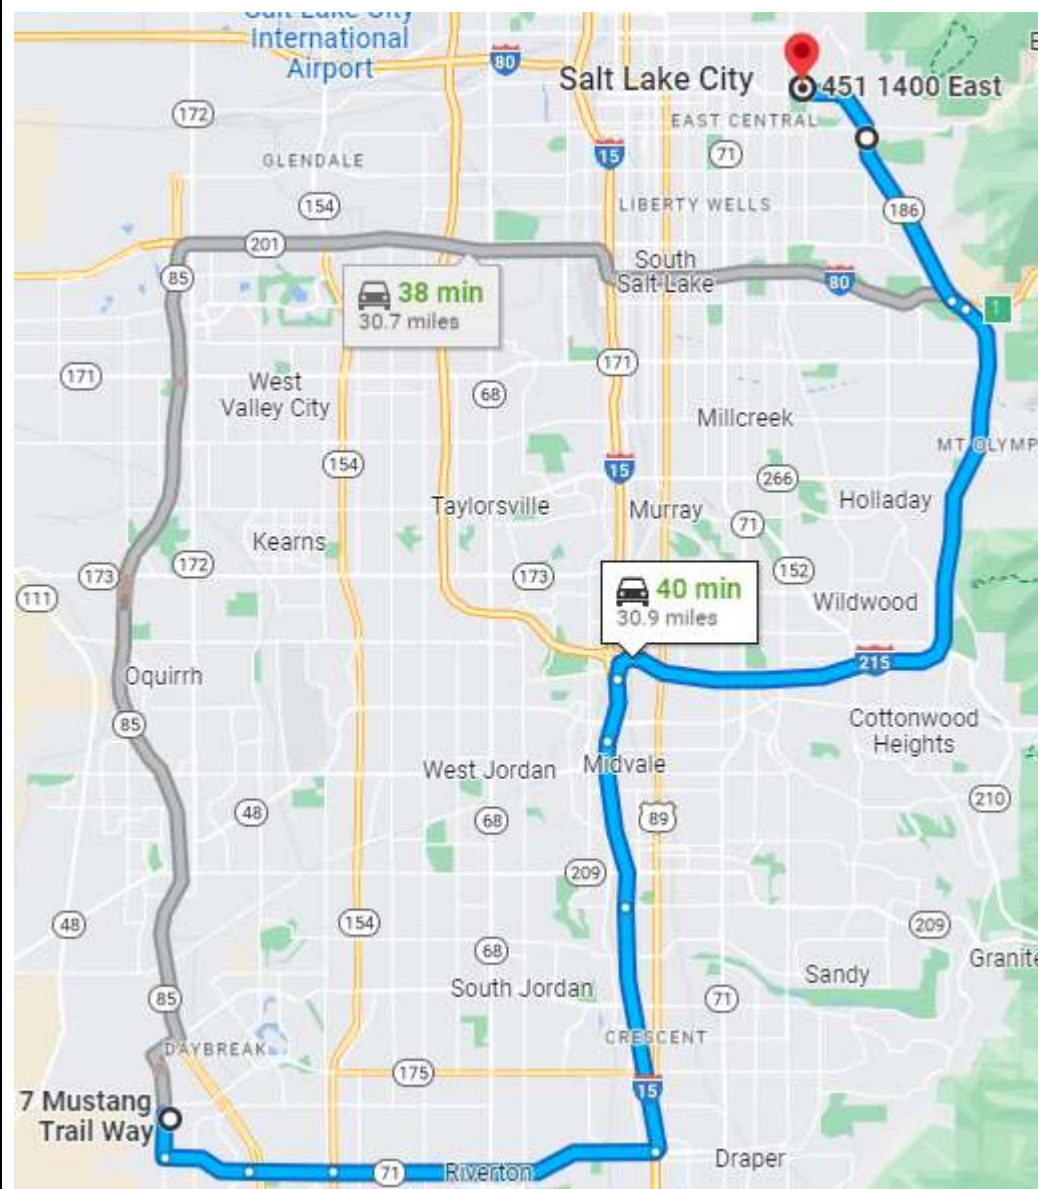 Salt Lake City
International
Airport
80
Salt Lake City
451 1400 East
172
EAST CENTRAL
15
71
GLENDALE
154
LIBERTY WELLS
186
201
South
Salt Lake
85
80
38 min
30.7 miles
1
171
171
West
Valley City
68
Millcreek
MT OLYMP
154
15
266
Holladay
Taylorsville
Murray
71
Kearns
173
172
173
152
111
40 min
30.9 miles
Wildwood
215
Oquirrh
85
Cottonwood
Heights
West Jordan
Midvale
210
48
68
89
209
48
154
209
68
Granite
Sandy
85
South Jordan
71
CRESCENT
DAYBREAK
175
15
7 Mustang
Trail Way
71
Riverton
Draper